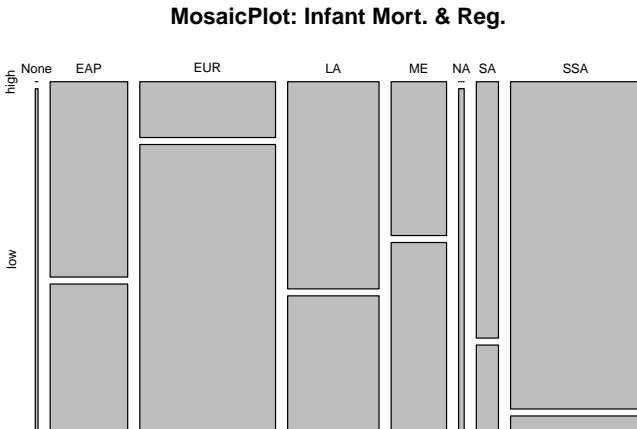 MosaicPlot: Infant Mort. & Reg.
None EAP EUR LA ME NA SA SSA
high
low